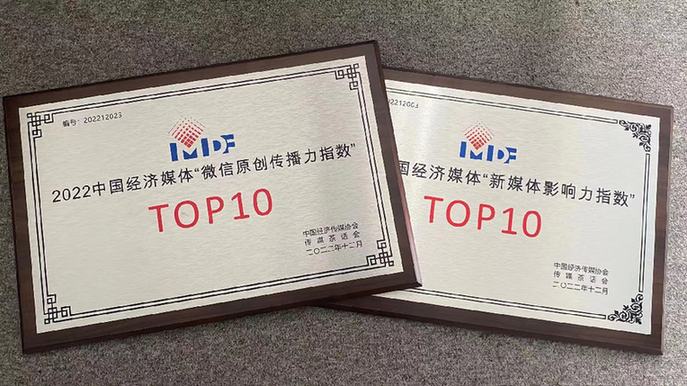 编号：202212023
IMDF
2022中国经济媒体“微信原创传播力指数”
TOP10
中国经济传媒协会
传媒茶话会
二〇二二年十二月
IMDF
国经济媒体“新媒体影响力指数”
TOP10
中国经济传媒协会
传媒茶话会
二〇二二年十二月